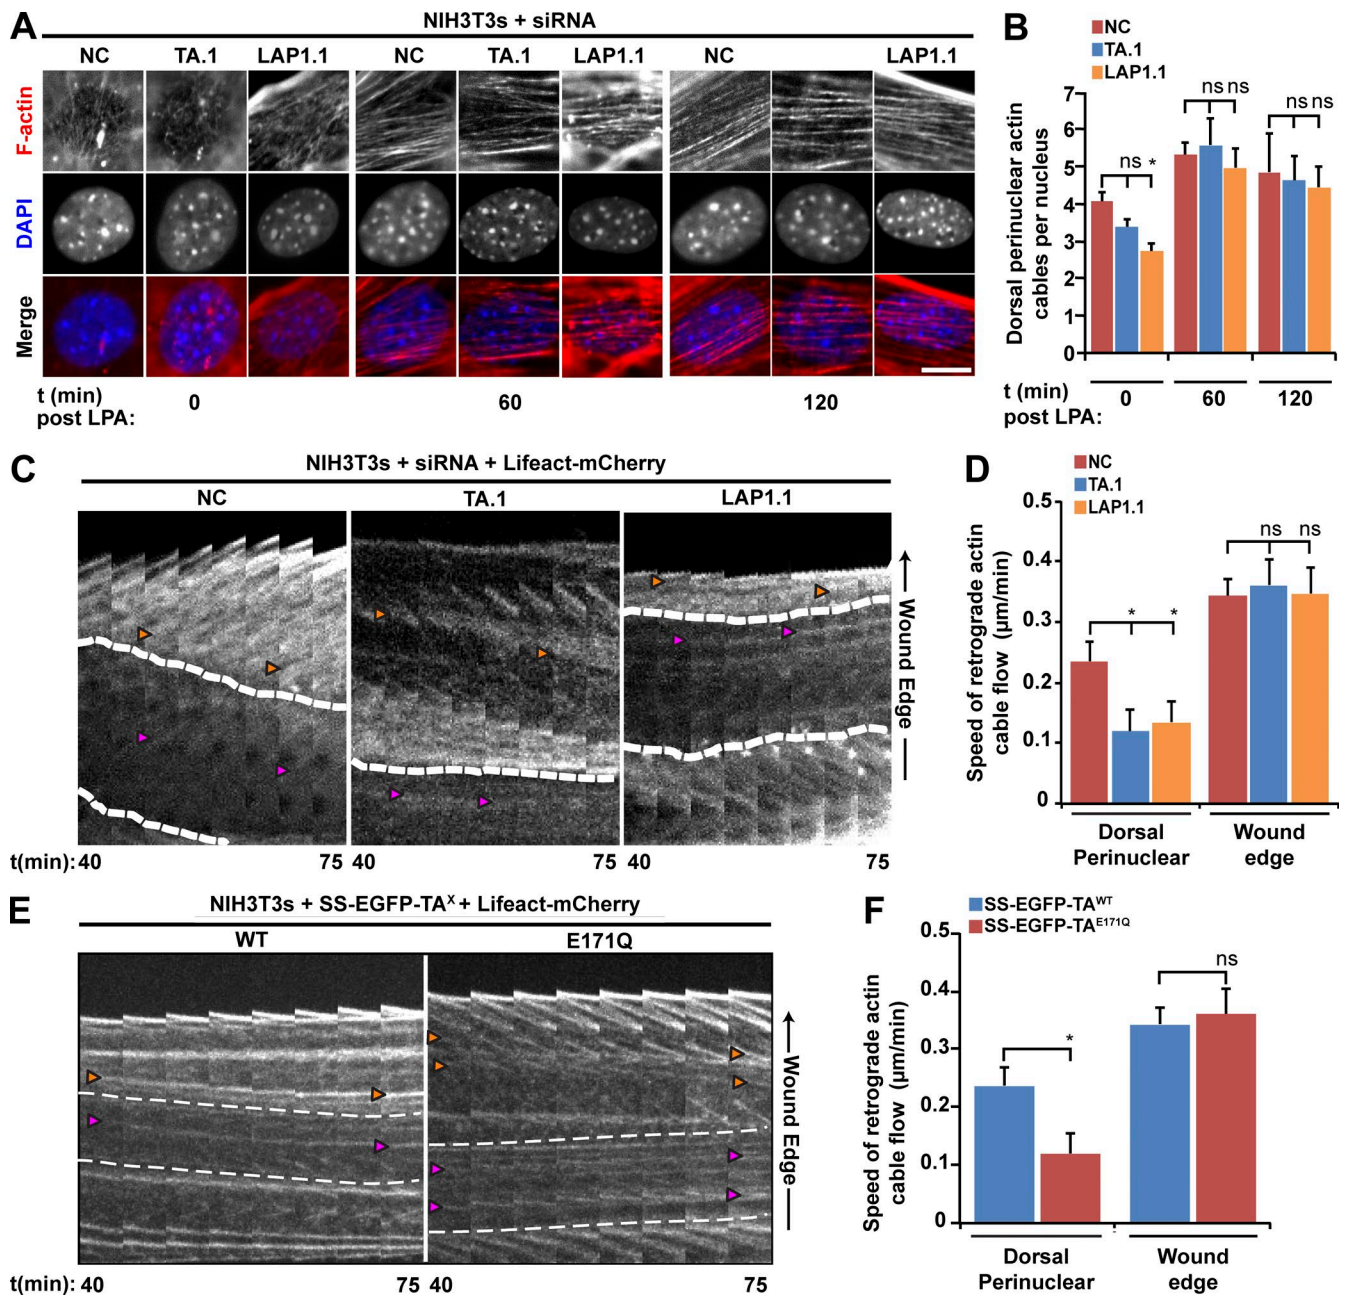 A
NIH3T3s + siRNA
NC TA.1 LAP1.1 NC TA.1 LAP1.1 NC LAP1.1
F-actin
DAPI
Merge
t (min)
post LPA:
0 60 120
B
NC
TA.1
LAP1.1
Dorsal perinuclear actin
cables per nucleus
7
6
5
4
3
2
1
0
ns *
ns ns
ns ns
t (min)
post LPA:
0 60 120
C
NIH3T3s + siRNA + Lifeact-mCherry
NC TA.1 LAP1.1
Wound Edge
t(min): 40 75 40 75 40 75
D
NC
TA.1
LAP1.1
Speed of retrograde actin
cable flow (µm/min)
0.5
0.4
0.3
0.2
0.1
0
* *
ns ns
Dorsal
Perinuclear
Wound
edge
E
NIH3T3s + SS-EGFP-TAX + Lifeact-mCherry
WT E171Q
Wound Edge
t(min): 40 75 40 75
F
SS-EGFP-TAWT
SS-EGFP-TAE171Q
Speed of retrograde actin
cable flow (µm/min)
0.5
0.4
0.3
0.2
0.1
0
*
ns
Dorsal
Perinuclear
Wound
edge